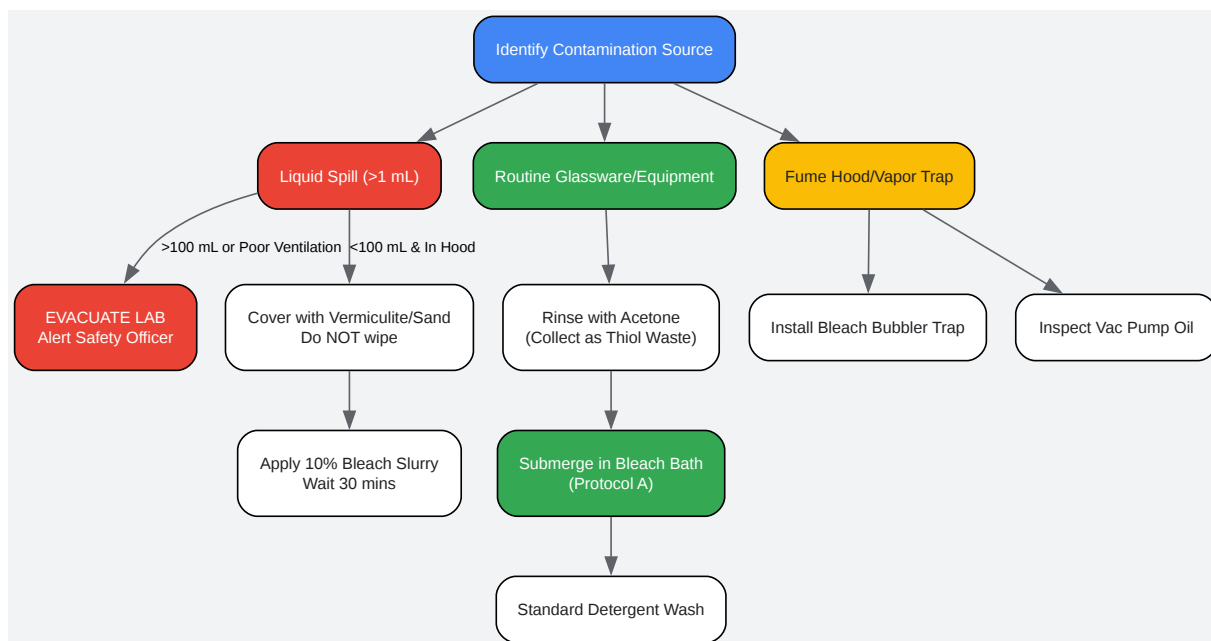 Identify Contamination Source
Liquid Spill (>1 mL)
Routine Glassware/Equipment
Fume Hood/Vapor Trap
>100 mL or Poor Ventilation
<100 mL & In Hood
EVACUATE LAB
Alert Safety Officer
Cover with Vermiculite/Sand
Do NOT wipe
Rinse with Acetone
(Collect as Thiol Waste)
Install Bleach Bubbler Trap
Inspect Vac Pump Oil
Apply 10% Bleach Slurry
Wait 30 mins
Submerge in Bleach Bath
(Protocol A)
Standard Detergent Wash